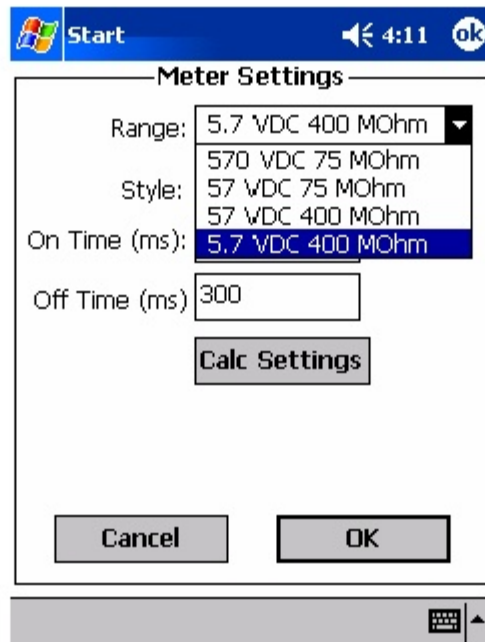 Start 4:11 ok
Meter Settings
Range: 5.7 VDC 400 MOhm
570 VDC 75 MOhm
Style: 57 VDC 75 MOhm
57 VDC 400 MOhm
On Time (ms): 5.7 VDC 400 MOhm
Off Time (ms) 300
Calc Settings
Cancel OK